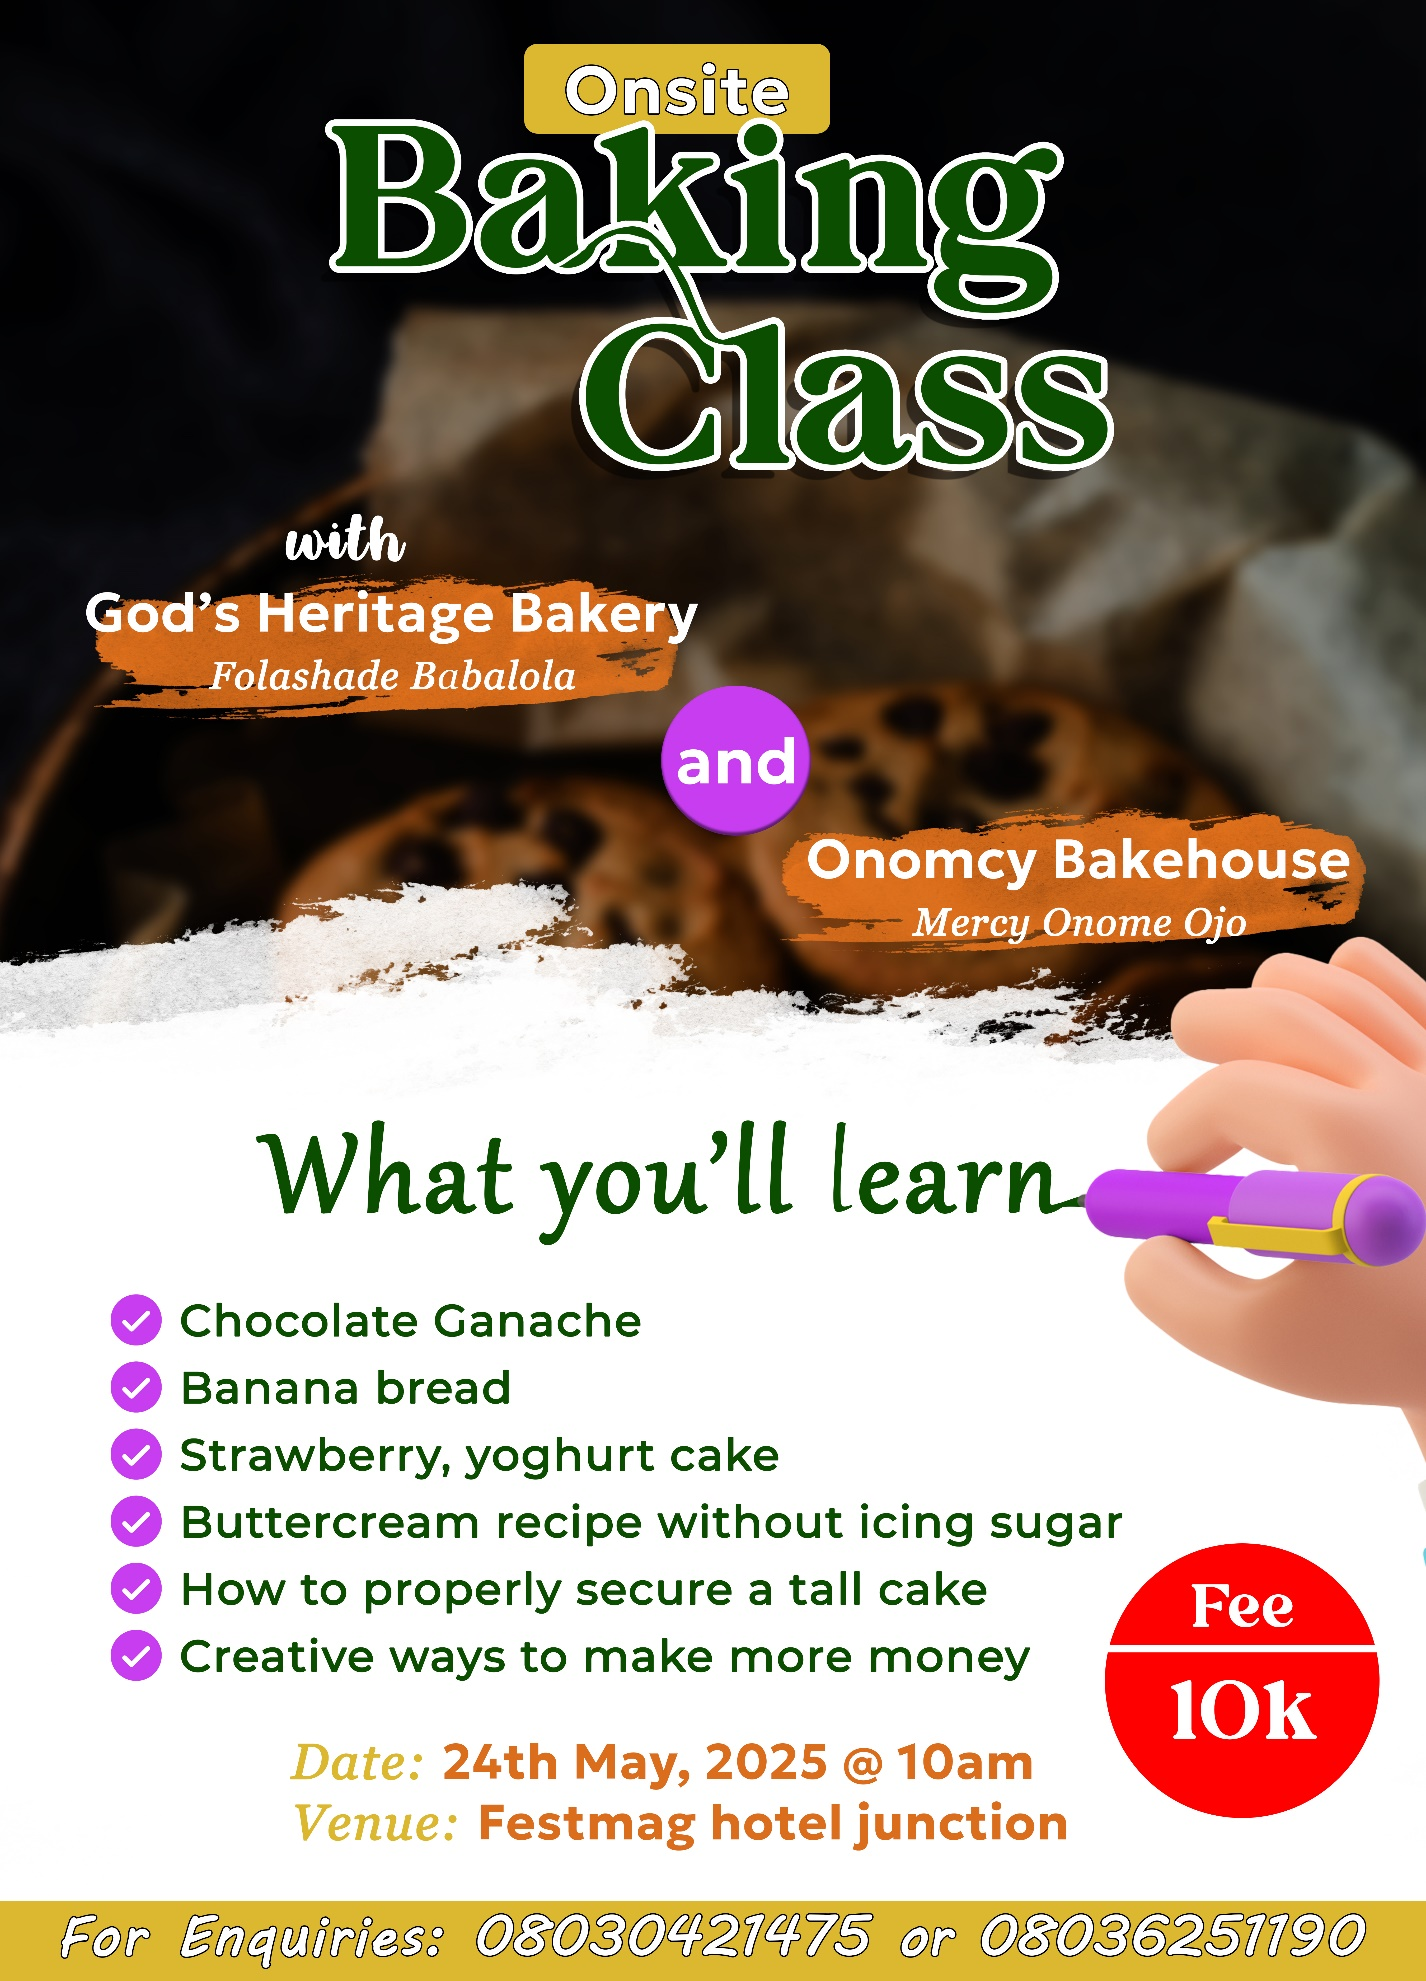 Onsite
Baking
Class
with
God's Heritage Bakery
Folashade Babalola
and
Onomcy Bakehouse
Mercy Onome Ojo
What you'll learn
Chocolate Ganache
Banana bread
Strawberry, yoghurt cake
Buttercream recipe without icing sugar
How to properly secure a tall cake
Creative ways to make more money
Fee
10k
Date: 24th May, 2025 @ 10am
Venue: Festmag hotel junction
For Enquiries: 08030421475 or 08036251190